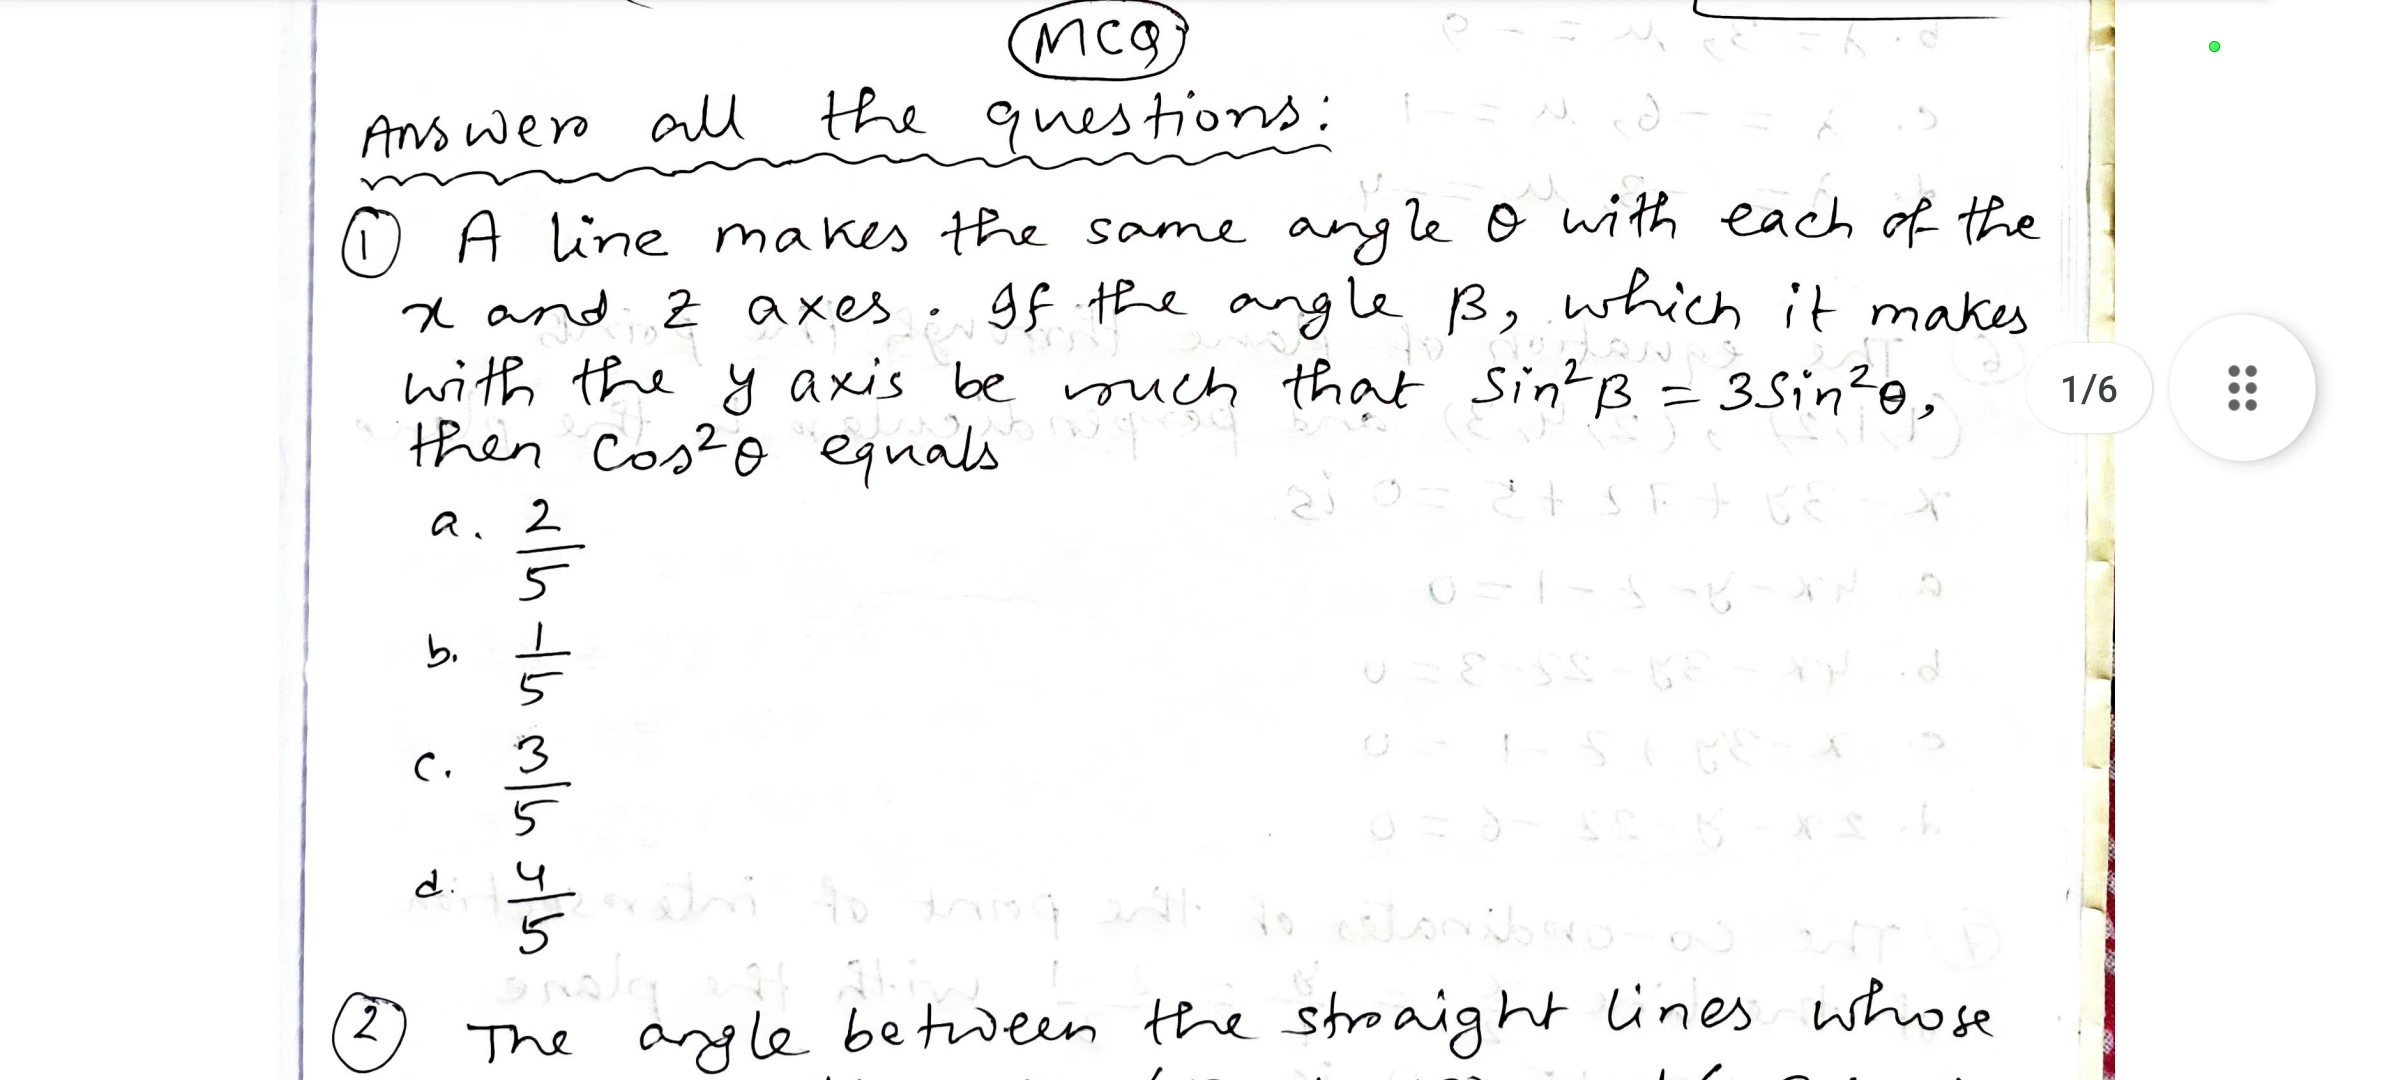 MCQ
Answer all the questions:
① A line makes the same angle θ with each of the
x and z axes. If the angle β, which it makes
with the y axis be such that Sin²β = 3Sin²θ,
then Cos²θ equals
a. 2/5
b. 1/5
c. 3/5
d. 4/5
② The angle between the straight lines whose
1/6